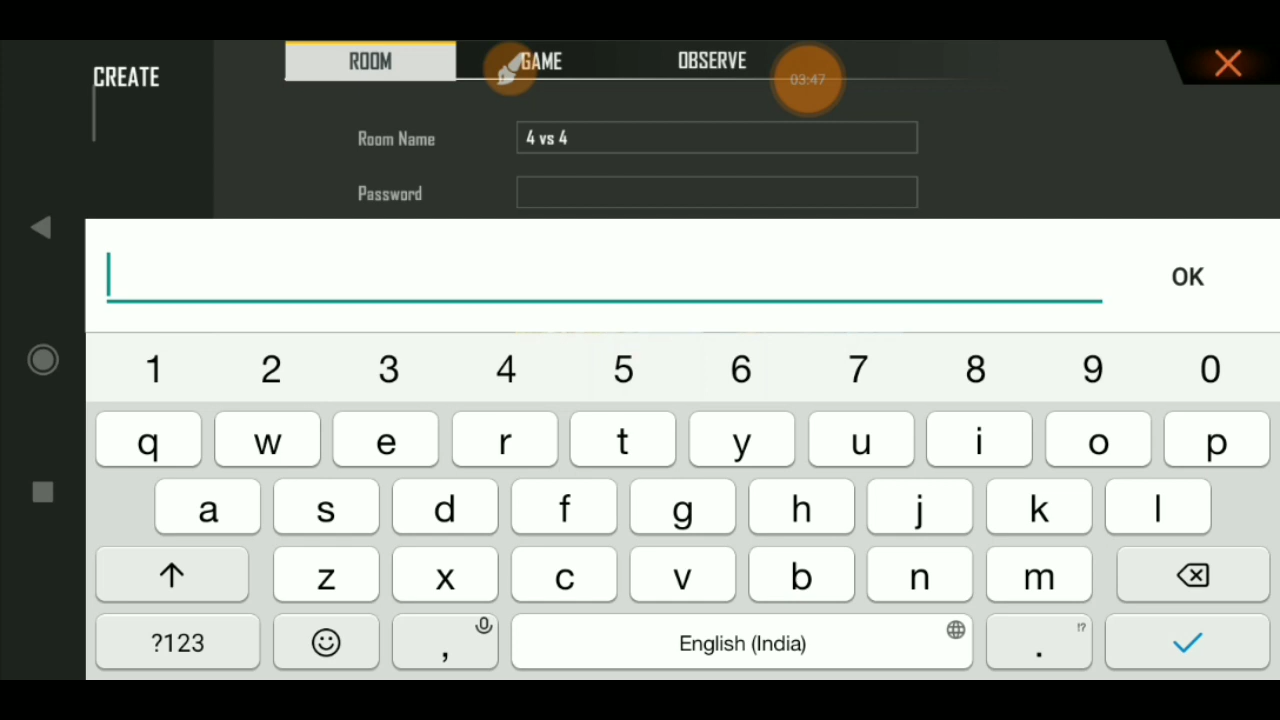 CREATE
ROOM GAME OBSERVE
03:47
Room Name 4 vs 4
Password
OK
1 2 3 4 5 6 7 8 9 0
q w e r t y u i o p
a s d f g h j k l
z x c v b n m
?123 , English (India) . !?